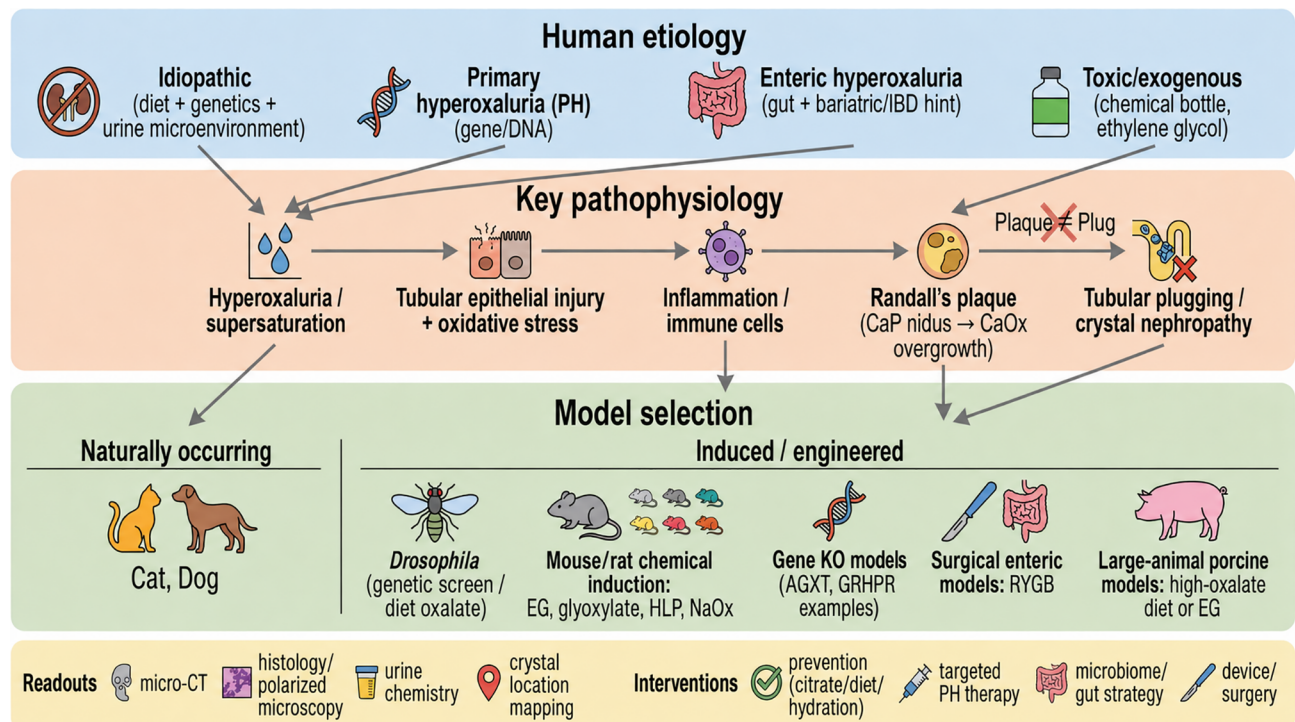 Human etiology
Idiopathic
(diet + genetics +
urine microenvironment)
Primary
hyperoxaluria (PH)
(gene/DNA)
Enteric hyperoxaluria
(gut + bariatric/IBD hint)
Toxic/exogenous
(chemical bottle,
ethylene glycol)
Key pathophysiology
Hyperoxaluria /
supersaturation
Tubular epithelial injury
+ oxidative stress
Inflammation /
immune cells
Randall's plaque
(CaP nidus → CaOx
overgrowth)
Plaque ≠ Plug
Tubular plugging /
crystal nephropathy
Model selection
Naturally occurring
Cat, Dog
Induced / engineered
Drosophila
(genetic screen /
diet oxalate)
Mouse/rat chemical
induction:
EG, glyoxylate, HLP, NaOx
Gene KO models
(AGXT, GRHPR
examples)
Surgical enteric
models: RYGB
Large-animal porcine
models: high-oxalate
diet or EG
Readouts
micro-CT
histology/
polarized
microscopy
urine
chemistry
crystal
location
mapping
Interventions
prevention
(citrate/diet/
hydration)
targeted
PH therapy
microbiome/
gut strategy
device/
surgery